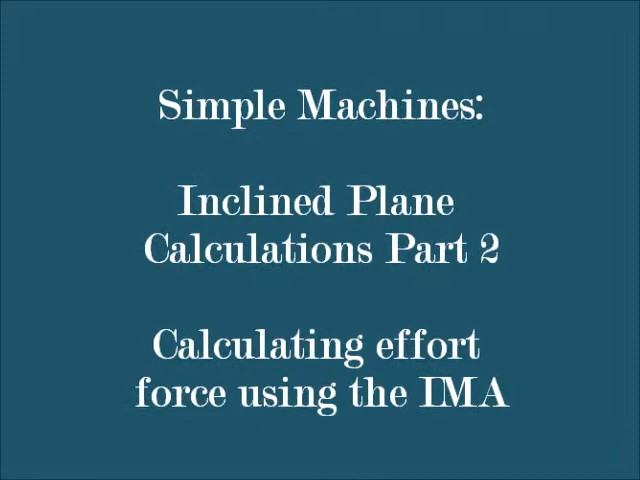 Simple Machines:
Inclined Plane
Calculations Part 2
Calculating effort
force using the IMA